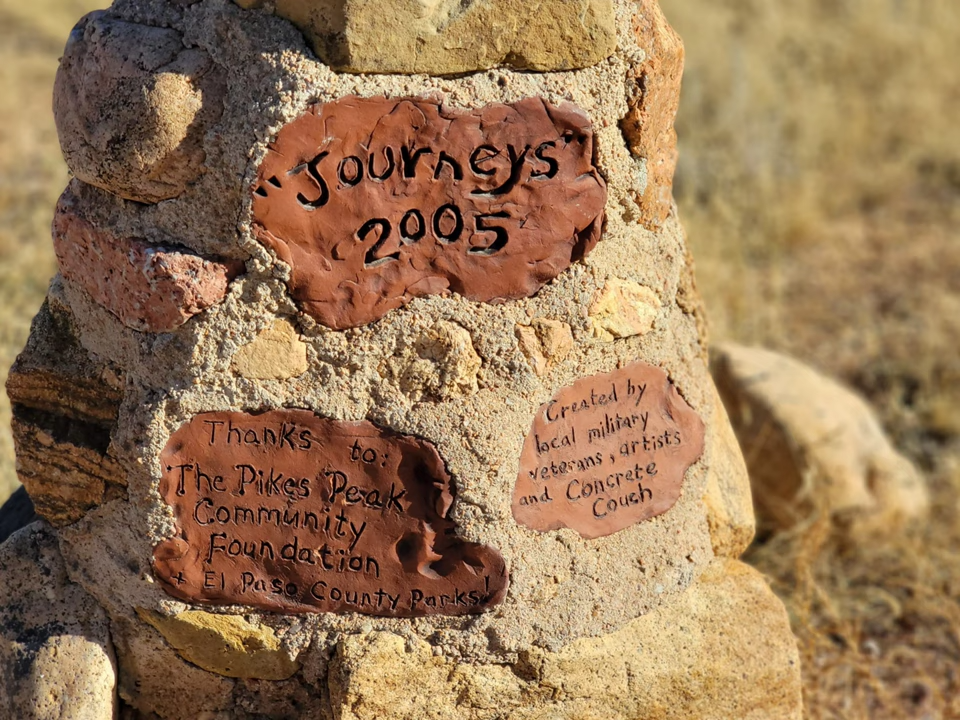 "Journeys"
2005
Thanks to:
The Pikes Peak
Community
Foundation
+ El Paso County Parks!
Created by
local military
veterans, artists
and Concrete
Couch